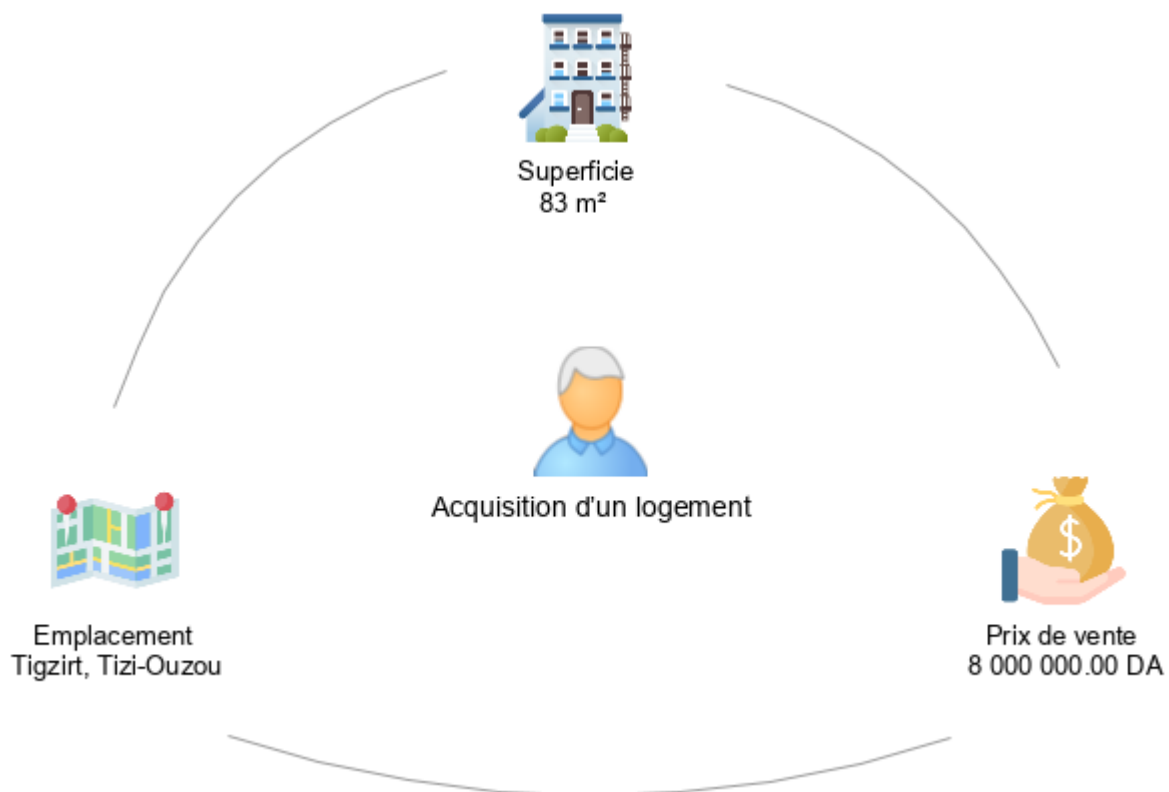 Superficie
83 m²
Acquisition d'un logement
Emplacement
Tigzirt, Tizi-Ouzou
$
Prix de vente
8 000 000.00 DA